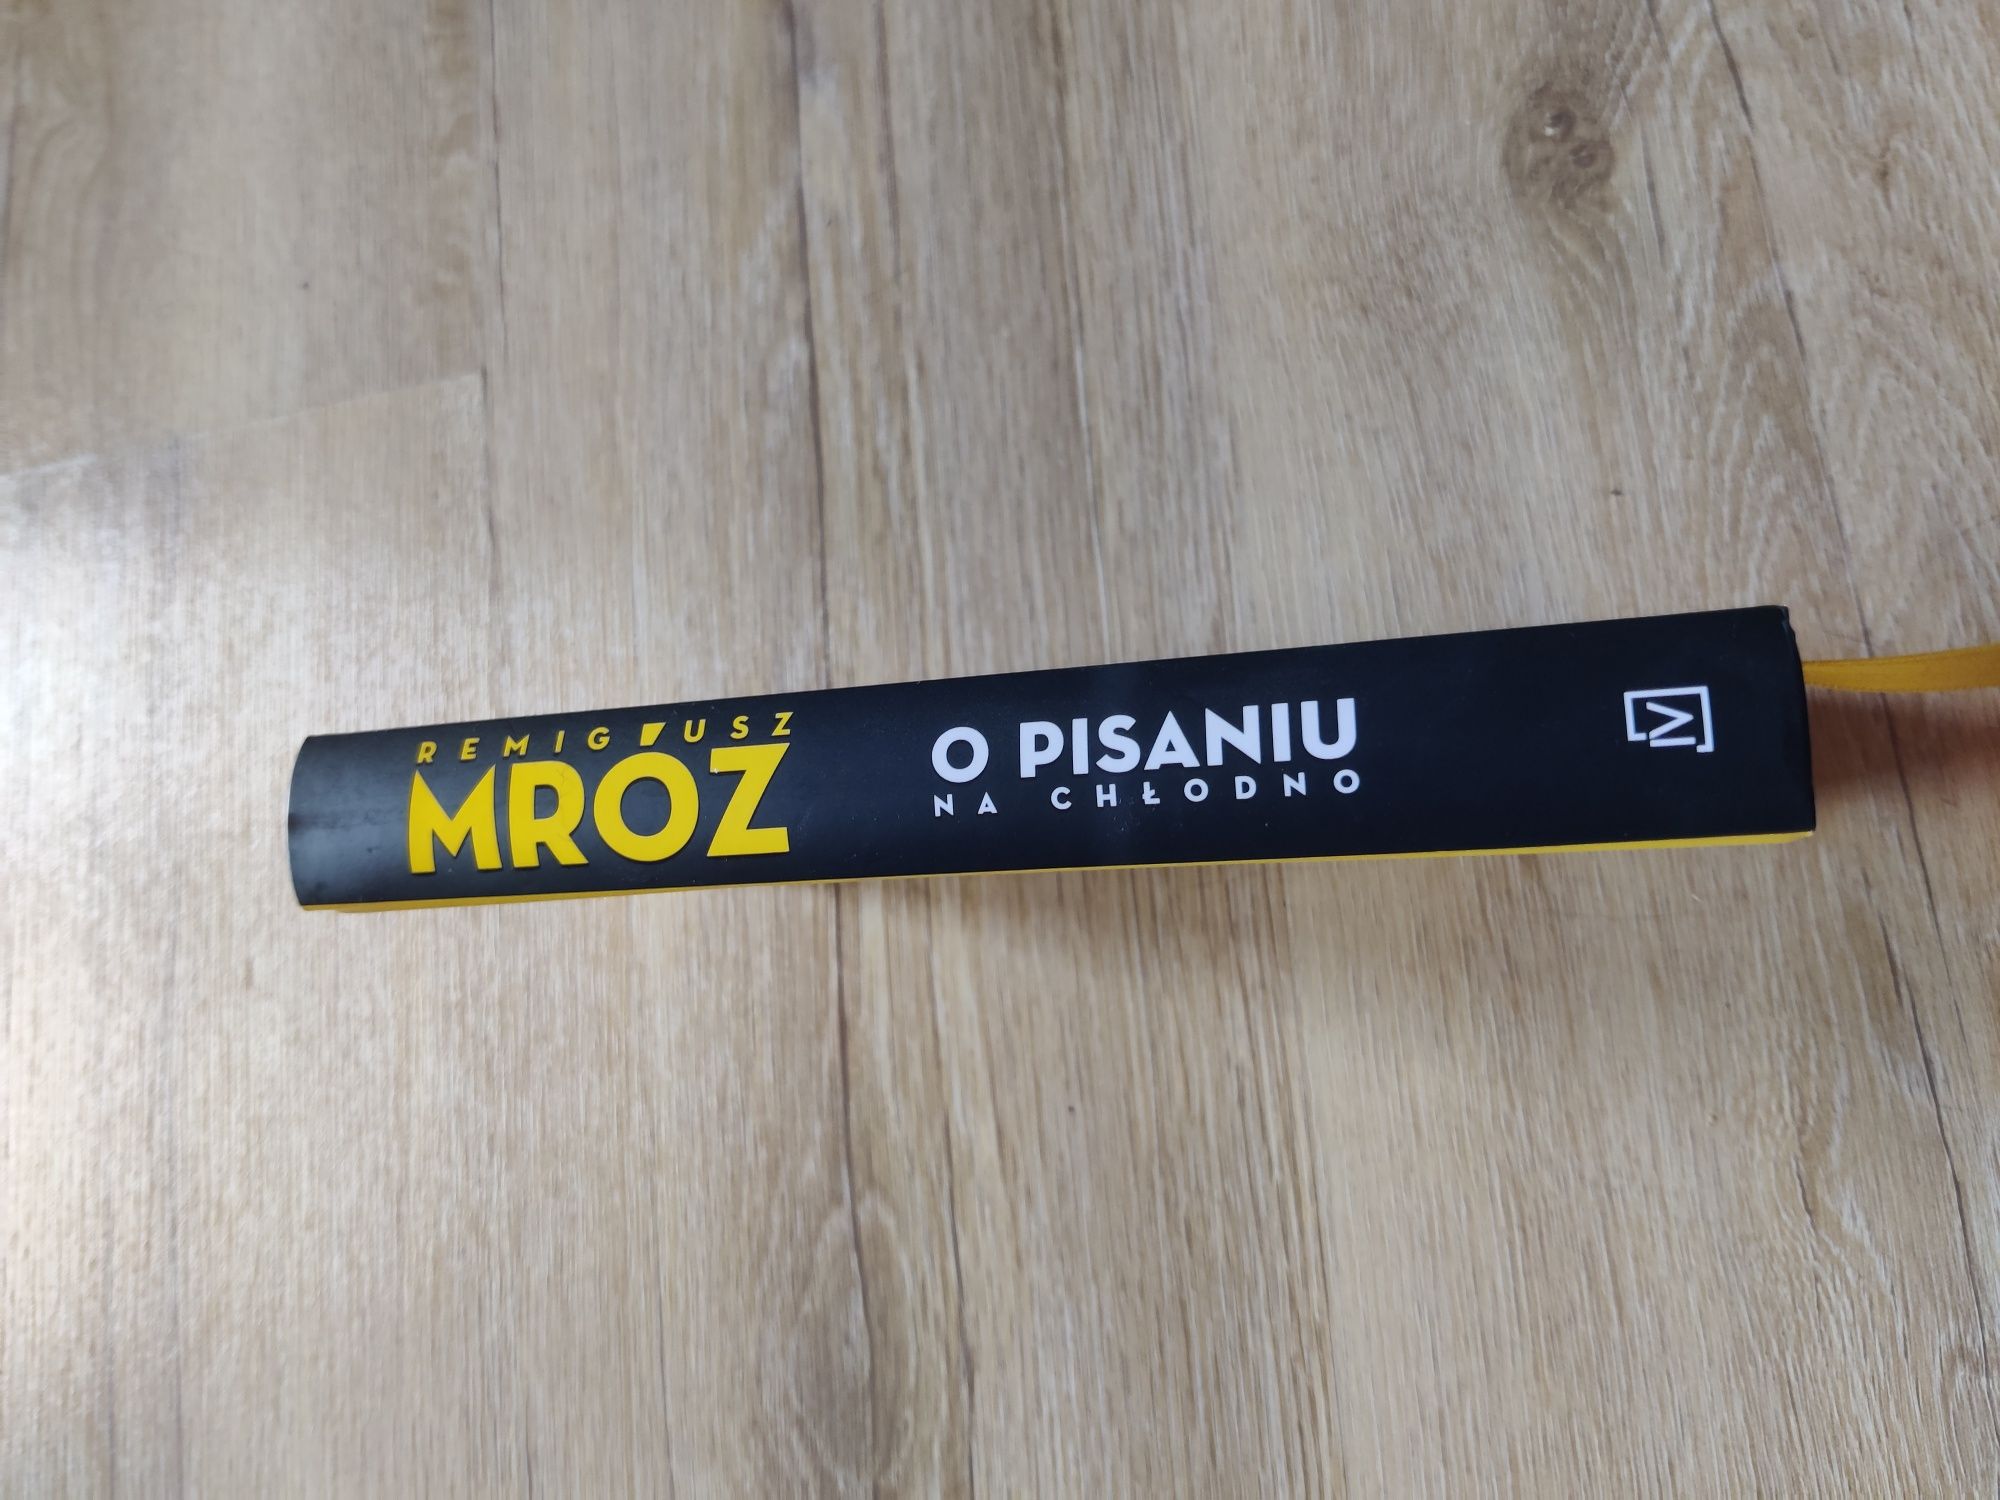 REMIGIUSZ
MRÓZ
O PISANIU
NA CHŁODNO
[M]